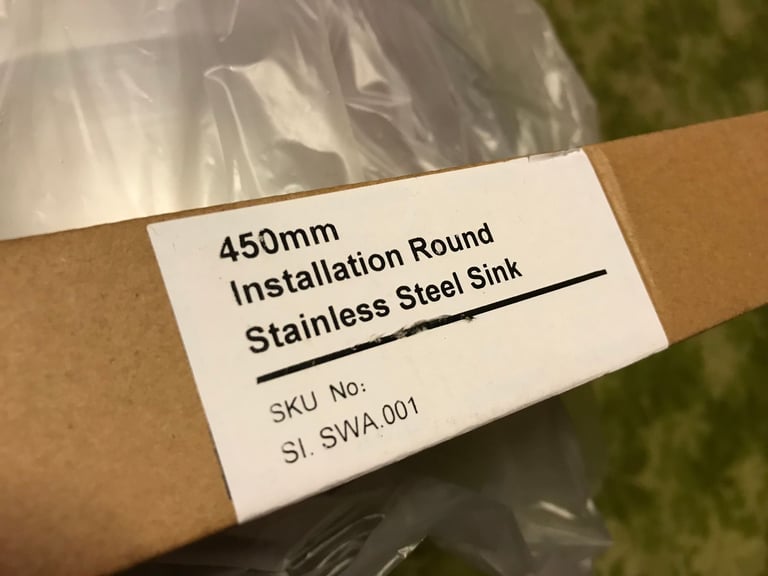 450mm
Installation Round
Stainless Steel Sink
SKU No:
SI. SWA.001